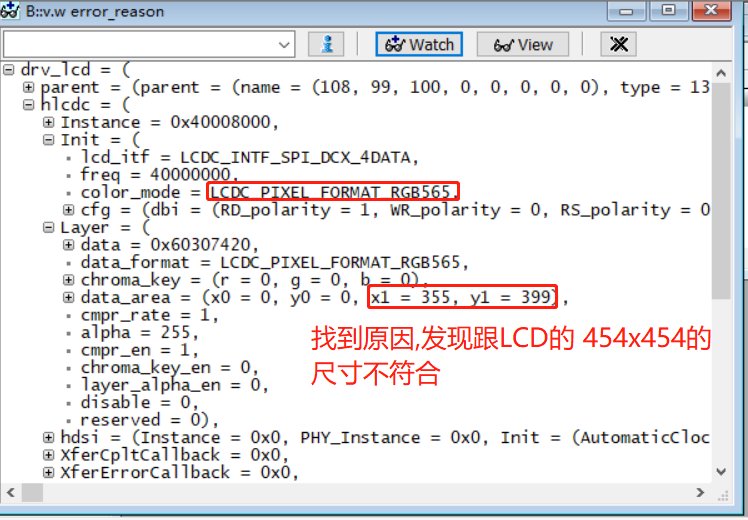 B::v.w error_reason
Watch
View
drv_lcd = (
parent = (parent = (name = (108, 99, 100, 0, 0, 0, 0, 0), type = 13
hlcdc = (
Instance = 0x40008000,
Init = (
lcd_itf = LCDC_INTF_SPI_DCX_4DATA,
freq = 40000000,
color_mode = LCDC_PIXEL_FORMAT_RGB565,
cfg = (dbi = (RD_polarity = 1, WR_polarity = 0, RS_polarity = 0
Layer = (
data = 0x60307420,
data_format = LCDC_PIXEL_FORMAT_RGB565,
chroma_key = (r = 0, g = 0, b = 0),
data_area = (x0 = 0, y0 = 0, x1 = 355, y1 = 399),
cmpr_rate = 1,
alpha = 255,
cmpr_en = 1,
chroma_key_en = 0,
layer_alpha_en = 0,
disable = 0,
reserved = 0),
找到原因,发现跟LCD的 454x454的
尺寸不符合
hdsi = (Instance = 0x0, PHY_Instance = 0x0, Init = (AutomaticCloc
XferCpltCallback = 0x0,
XferErrorCallback = 0x0,